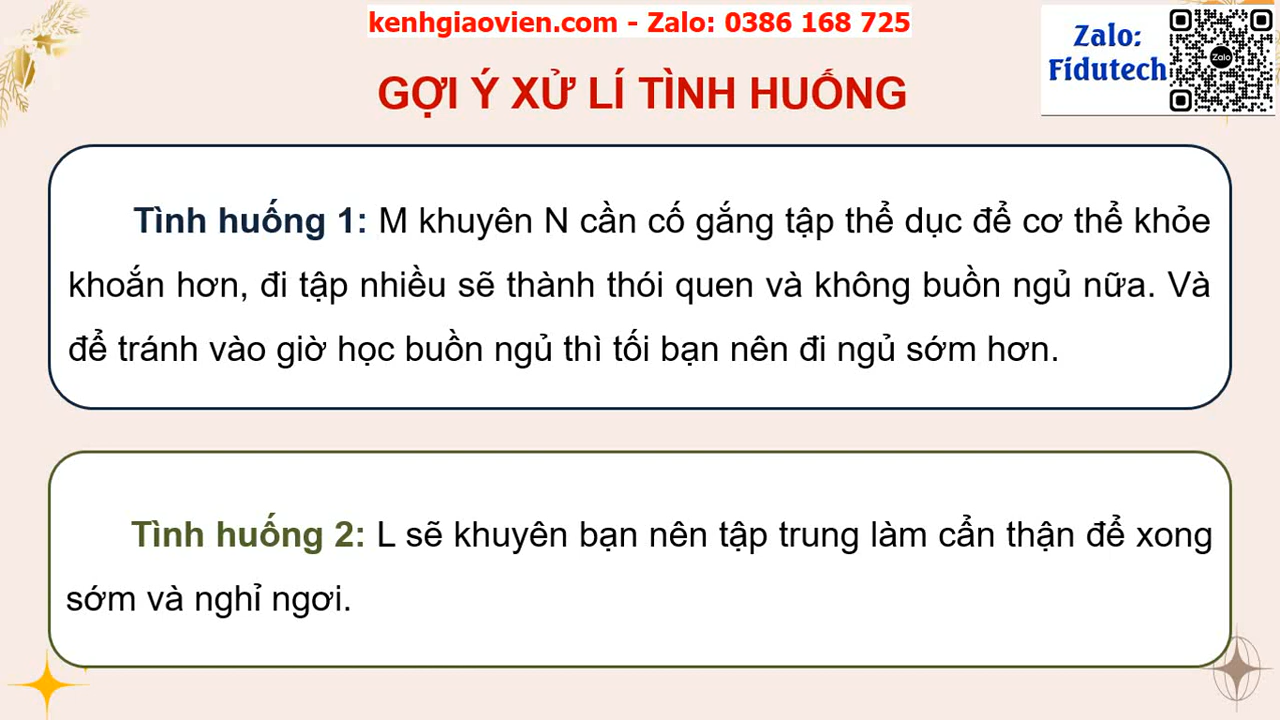 kenhgiaovien.com - Zalo: 0386 168 725
Zalo:
Fidutech
Zalo
GỢI Ý XỬ LÍ TÌNH HUỐNG
Tình huống 1: M khuyên N cần cố gắng tập thể dục để cơ thể khỏe
khoắn hơn, đi tập nhiều sẽ thành thói quen và không buồn ngủ nữa. Và
để tránh vào giờ học buồn ngủ thì tối bạn nên đi ngủ sớm hơn.
Tình huống 2: L sẽ khuyên bạn nên tập trung làm cẩn thận để xong
sớm và nghỉ ngơi.